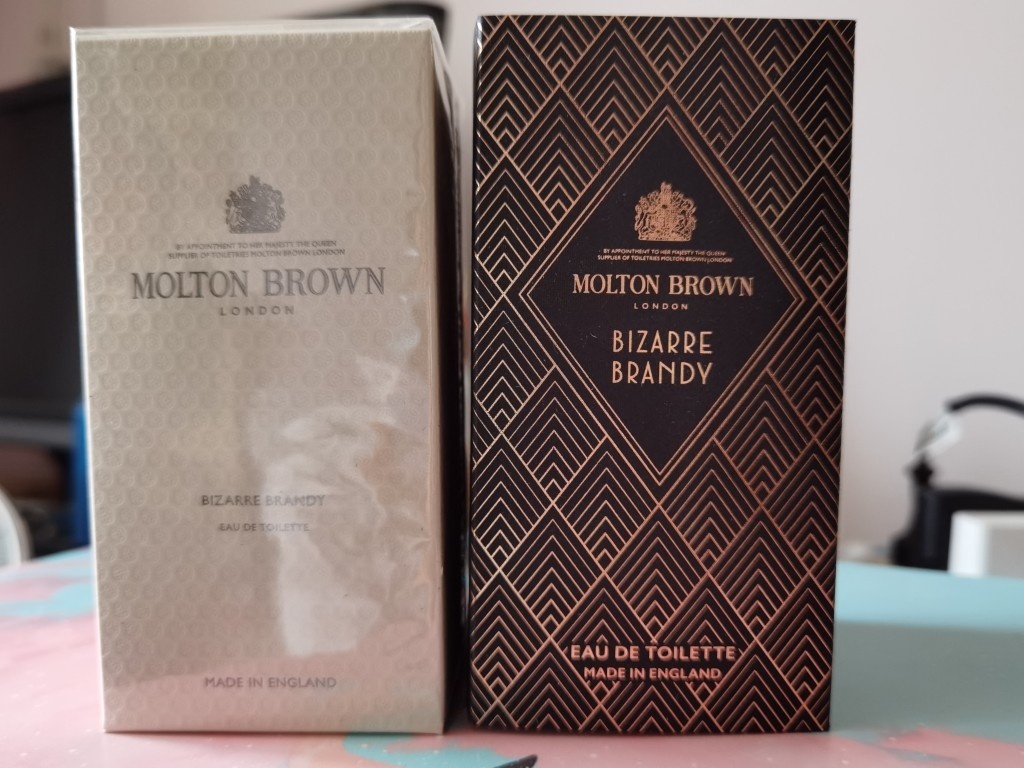 BY APPOINTMENT TO HER MAJESTY THE QUEEN
SUPPLIER OF TOILETRIES MOLTON BROWN LONDON
MOLTON BROWN
LONDON
BIZARRE BRANDY
EAU DE TOILETTE
MADE IN ENGLAND
BY APPOINTMENT TO HER MAJESTY THE QUEEN
SUPPLIER OF TOILETRIES MOLTON BROWN LONDON
MOLTON BROWN
LONDON
BIZARRE
BRANDY
EAU DE TOILETTE
MADE IN ENGLAND